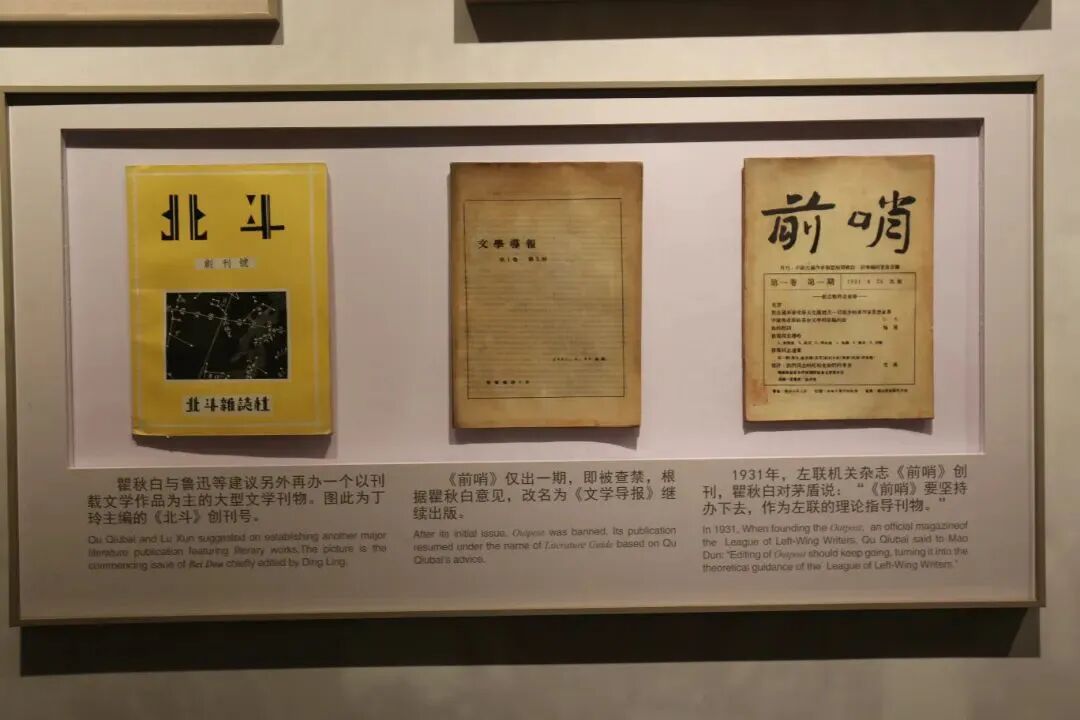 北斗
創刊號
北斗雜誌社
瞿秋白与鲁迅等建议另外再办一个以刊
载文学作品为主的大型文学刊物。图此为丁
玲主编的《北斗》创刊号。
Qu Qiubai and Lu Xun suggested on establishing another major
literature publication featuring literary works.The picture is the
commencing issue of Bei Dou chiefly edited by Ding Ling.
文學導報
《前哨》仅出一期，即被查禁，根
据瞿秋白意见，改名为《文学导报》继
续出版。
After its initial issue, Outpost was banned. Its publication
resumed under the name of Literature Guide based on Qu
Qiubai's advice.
前哨
第一卷 第一期
1931年，左联机关杂志《前哨》创
刊，瞿秋白对茅盾说：“《前哨》要坚持
办下去，作为左联的理论指导刊物。”
In 1931, When founding the Outpost, an official magazineof
the League of Left-Wing Writers, Qu Qiubai said to Mao
Dun: "Editing of Outpost should keep going, turning it into the
theoretical guidance of the League of Left-Wing Writers."